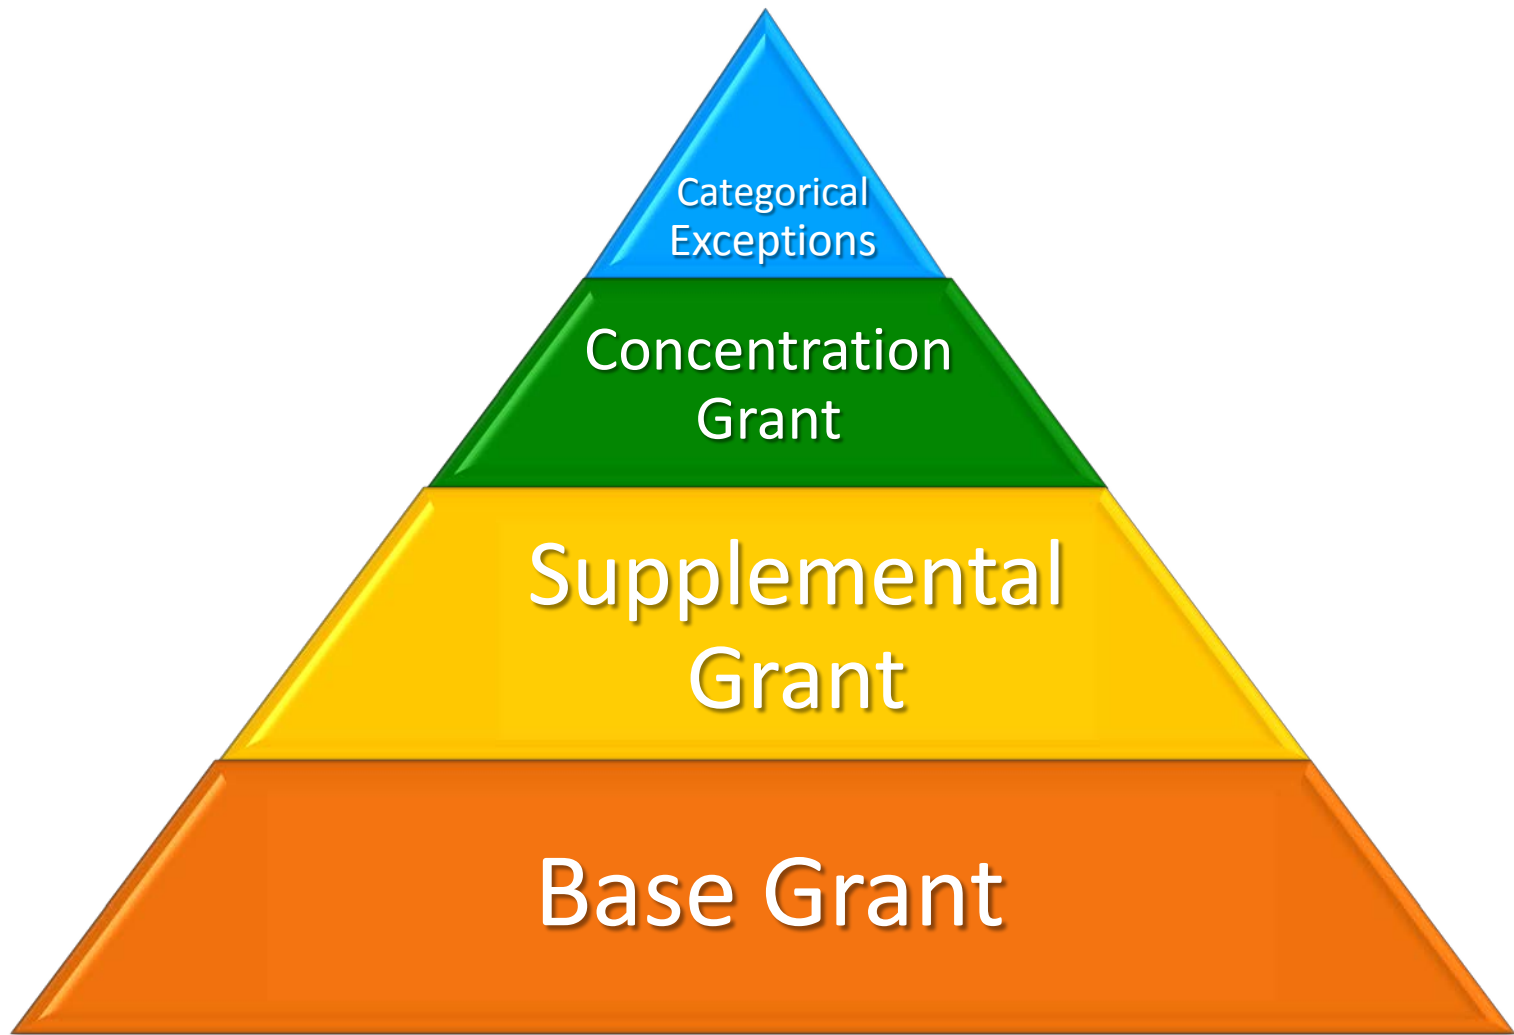 Categorical
Exceptions
Concentration
Grant
Supplemental
Grant
Base Grant